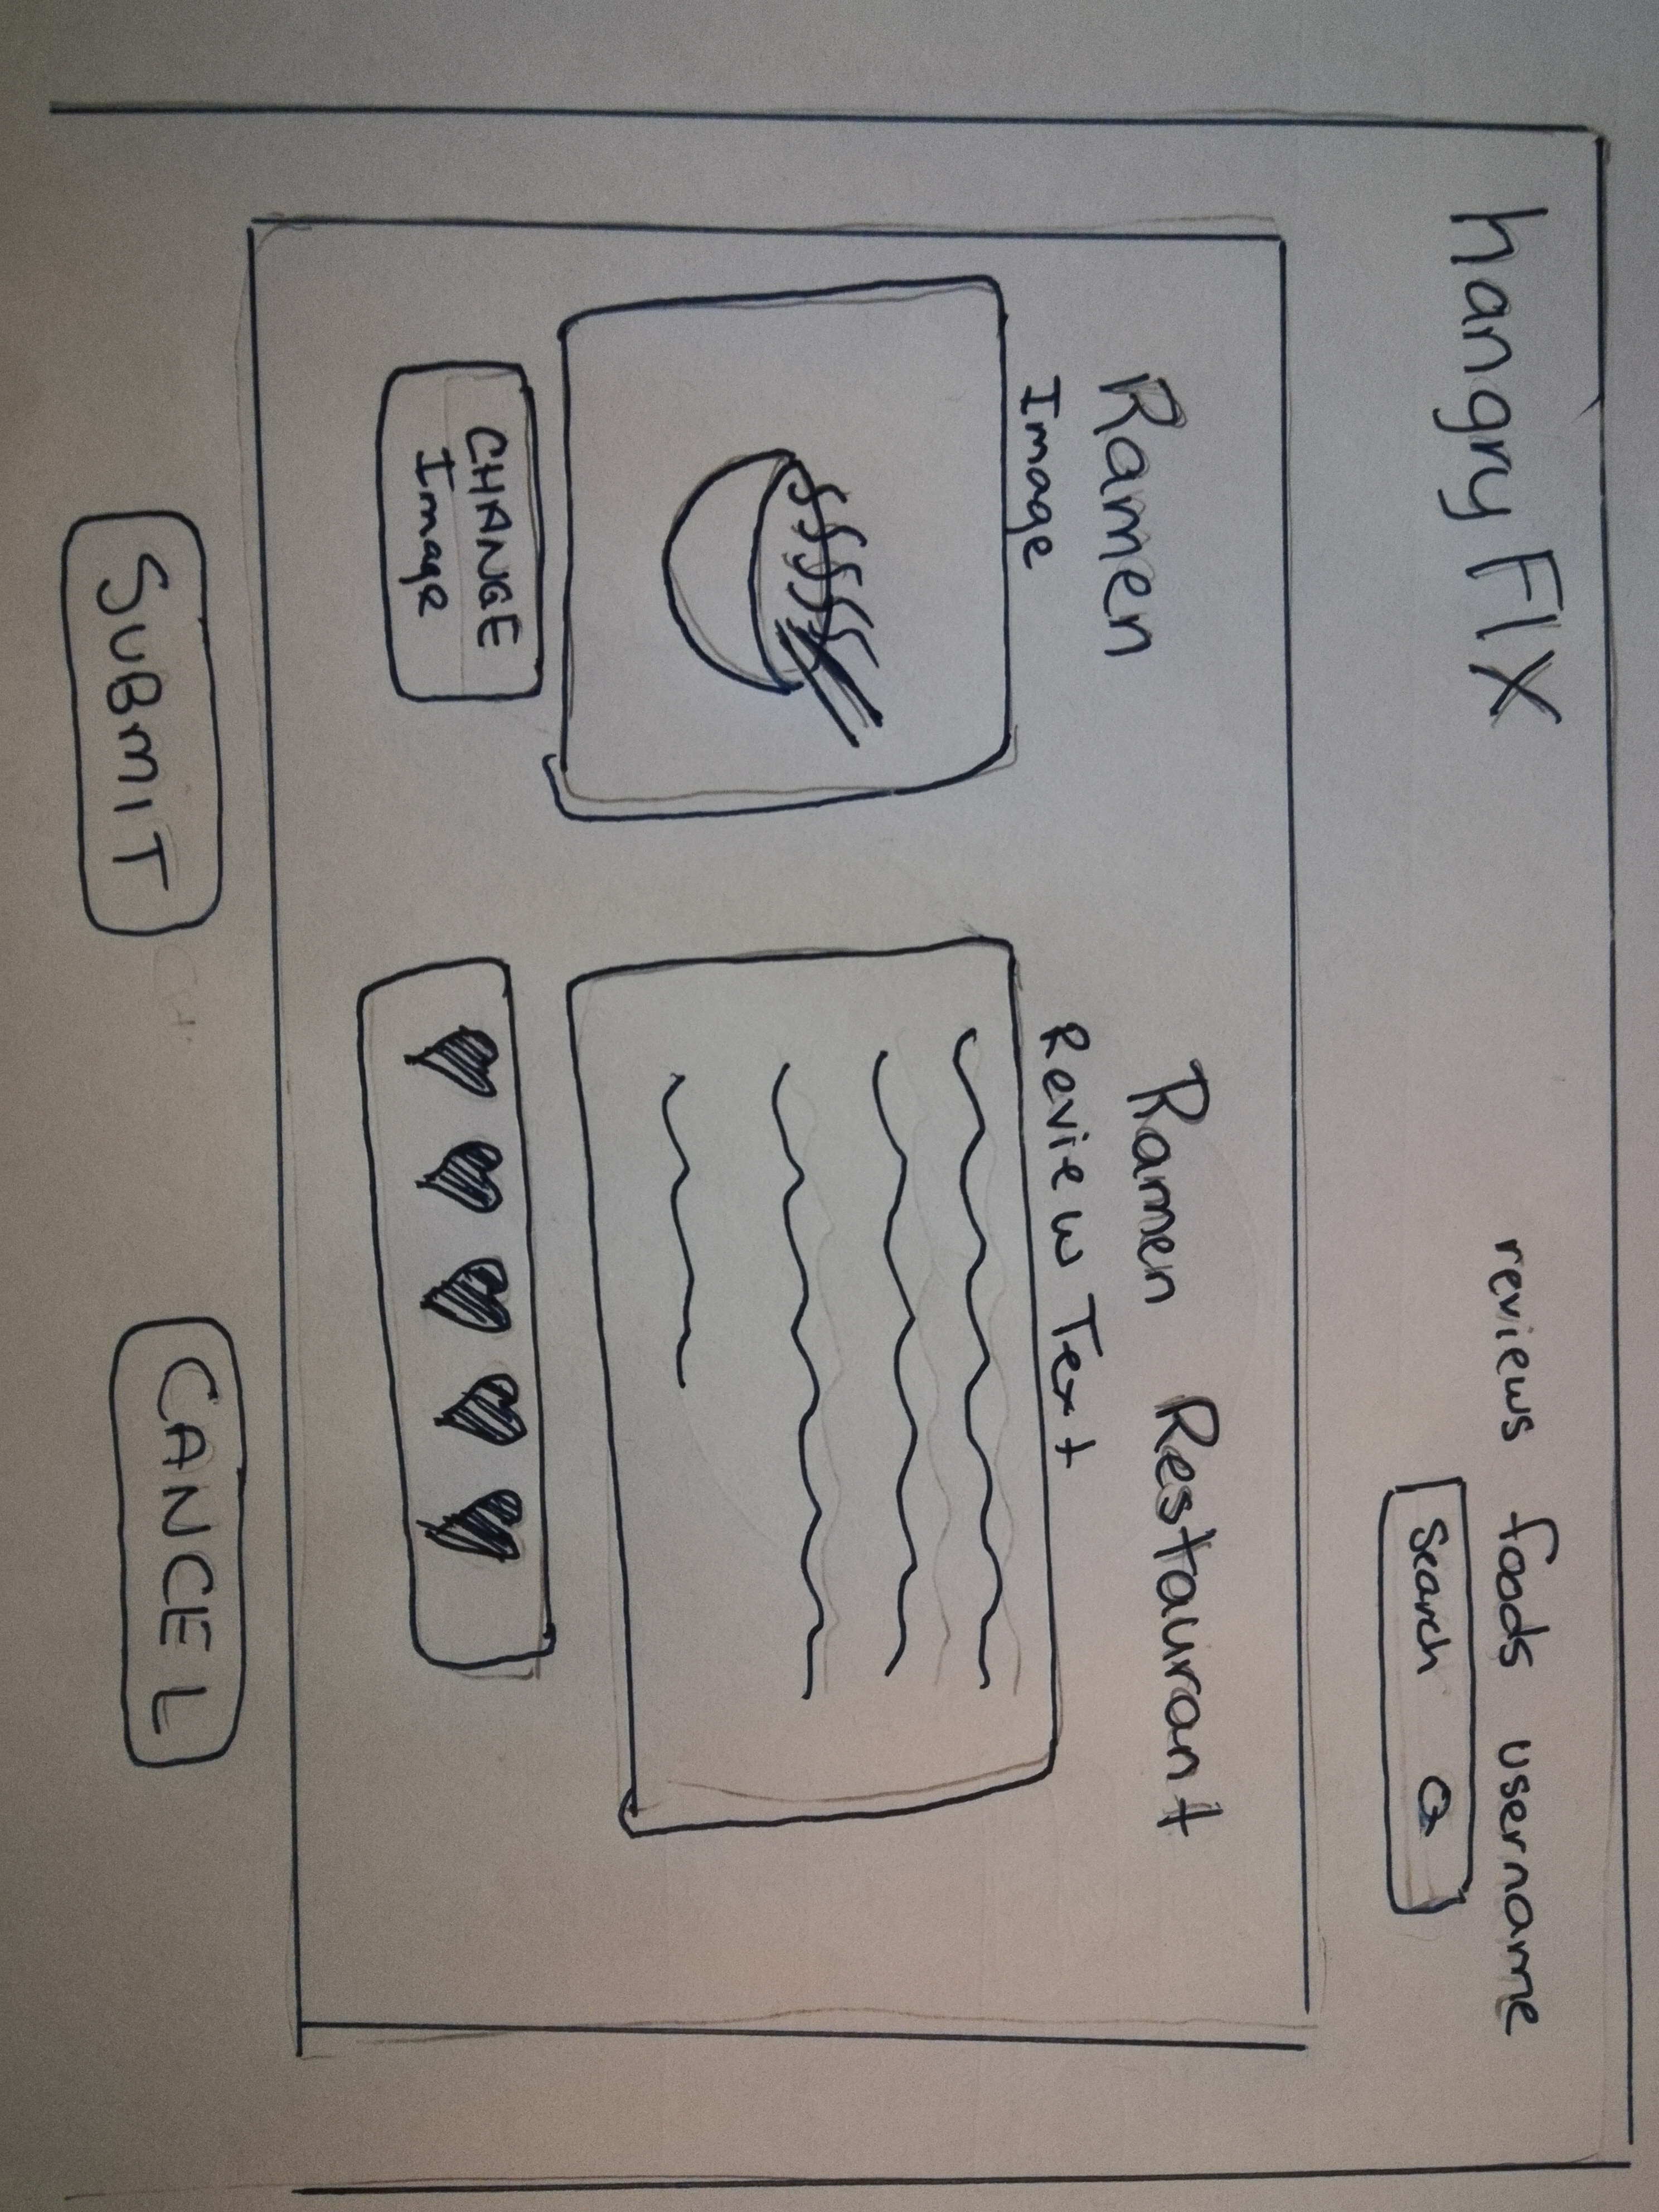 hangry FIX
reviews foods username
Search
Ramen
Image
CHANGE
Image
Ramen Restaurant
Review Text
SUBMIT
CANCEL